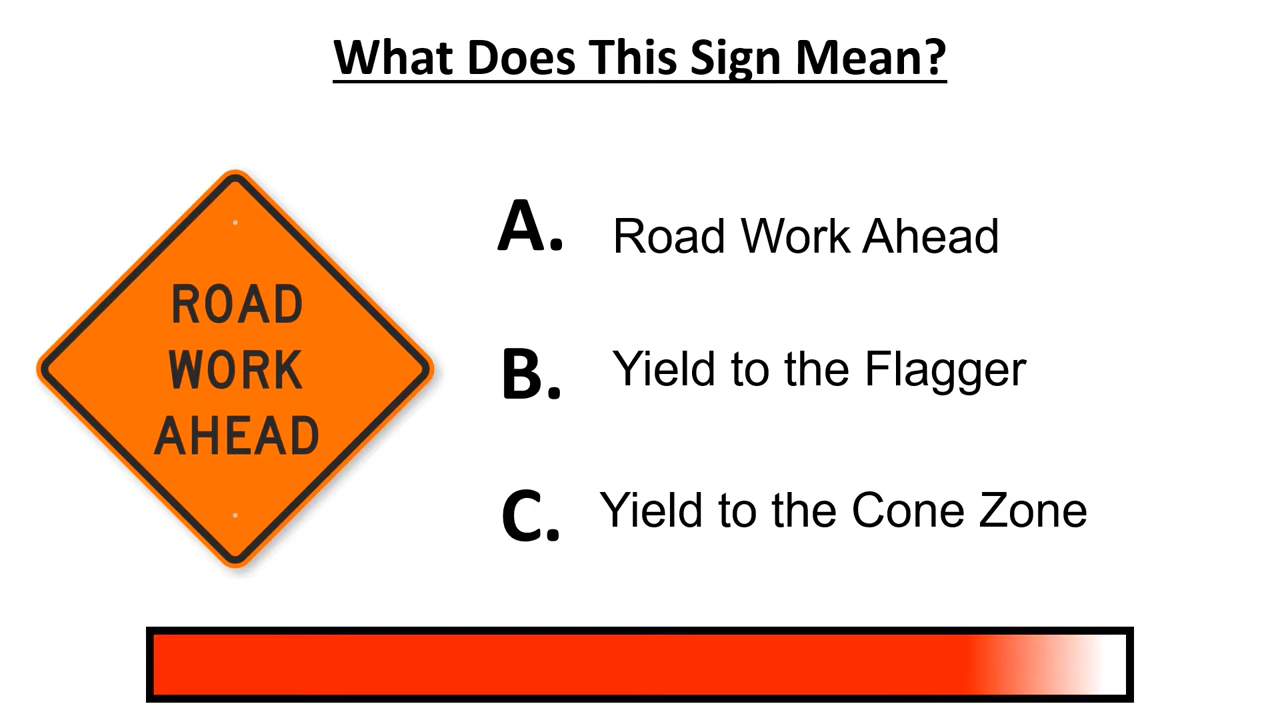 What Does This Sign Mean?
ROAD
WORK
AHEAD
A. Road Work Ahead
B. Yield to the Flagger
C. Yield to the Cone Zone